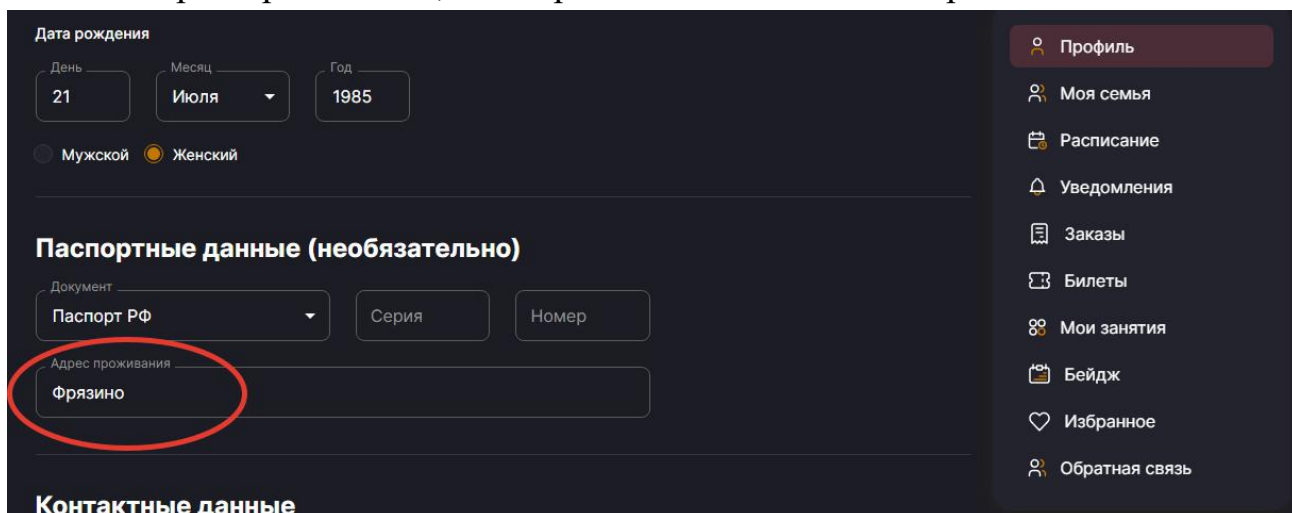 Дата рождения
День Месяц Год
21 Июля 1985
Мужской Женский
Паспортные данные (необязательно)
Документ
Паспорт РФ Серия Номер
Адрес проживания
Фрязино
Контактные данные
Профиль
Моя семья
Расписание
Уведомления
Заказы
Билеты
Мои занятия
Бейдж
Избранное
Обратная связь